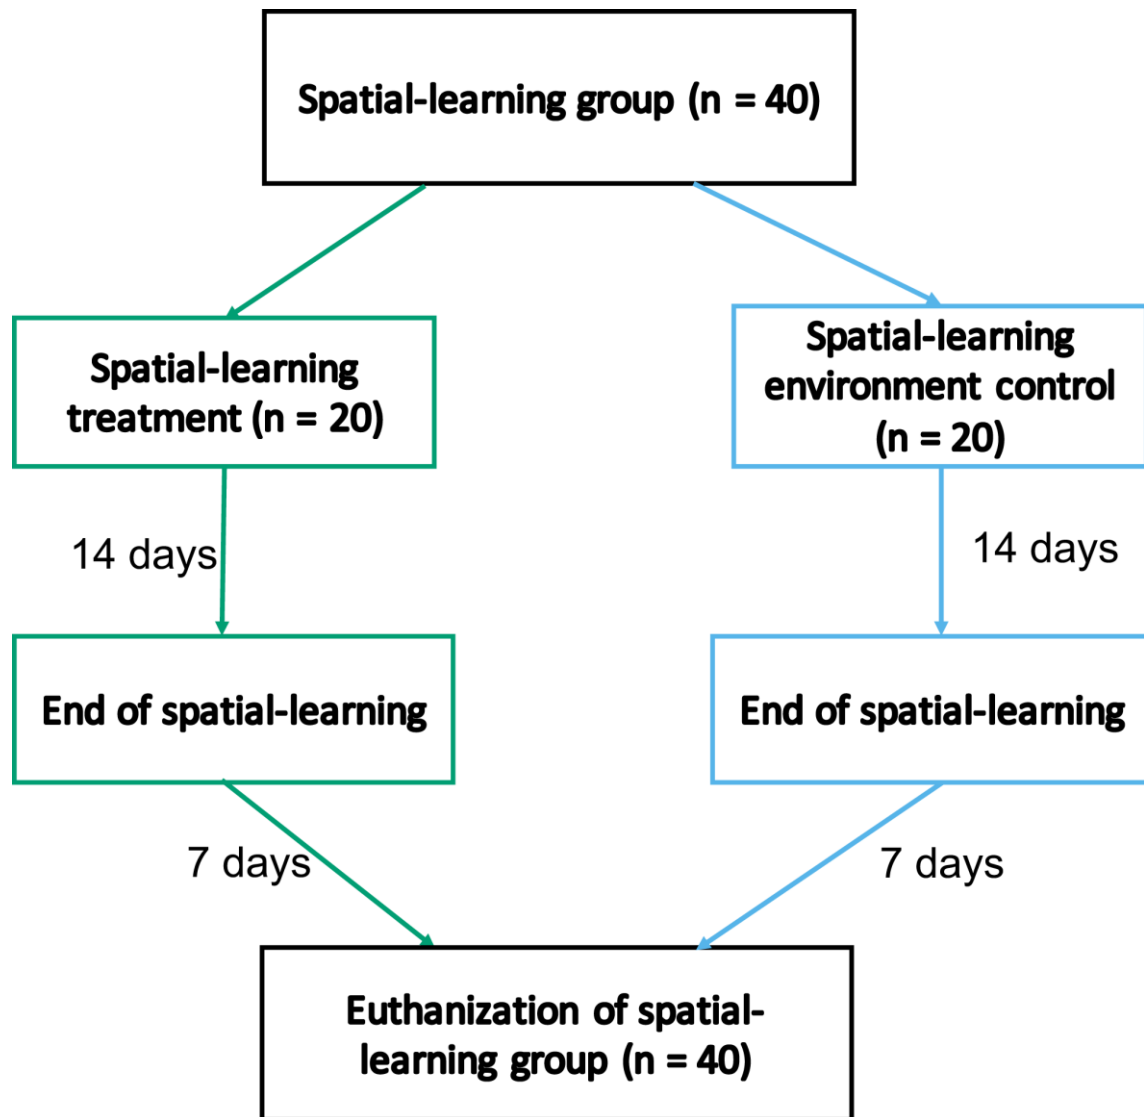 Spatial-learning group (n = 40)
Spatial-learning
treatment (n = 20)
Spatial-learning
environment control
(n = 20)
14 days
14 days
End of spatial-learning
End of spatial-learning
7 days
7 days
Euthanization of spatial-
learning group (n = 40)